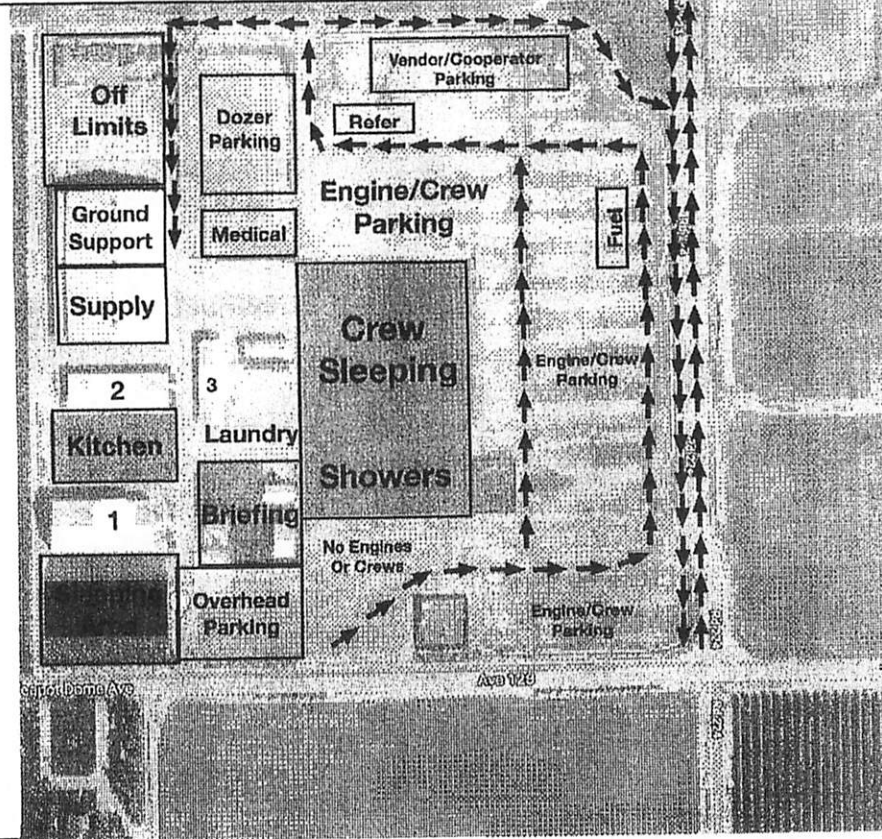 Vendor/Cooperator
Parking
Off
Limits
Dozer
Parking
Refer
Engine/Crew
Parking
Ground
Support
Medical
Fuel
Supply
Crew
Sleeping
Engine/Crew
Parking
2
3
Kitchen
Laundry
Showers
1
Briefing
No Engines
Or Crews
Sleeping
Area
Overhead
Parking
Engine/Crew
Parking
Ave 128